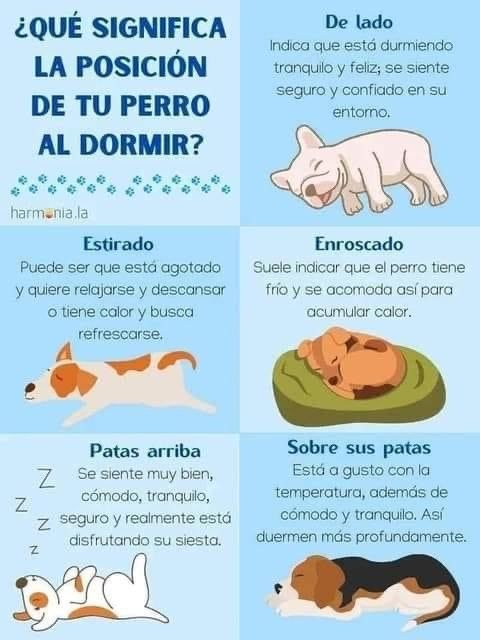 ¿QUÉ SIGNIFICA
LA POSICIÓN
DE TU PERRO
AL DORMIR?
harmonia.la
De lado
Indica que está durmiendo
tranquilo y feliz; se siente
seguro y confiado en su
entorno.
Estirado
Puede ser que está agotado
y quiere relajarse y descansar
o tiene calor y busca
refrescarse.
Enroscado
Suele indicar que el perro tiene
frío y se acomoda así para
acumular calor.
Patas arriba
Se siente muy bien,
cómodo, tranquilo,
seguro y realmente está
disfrutando su siesta.
Z
Z
Z
Z
Sobre sus patas
Está a gusto con la
temperatura, además de
cómodo y tranquilo. Así
duermen más profundamente.